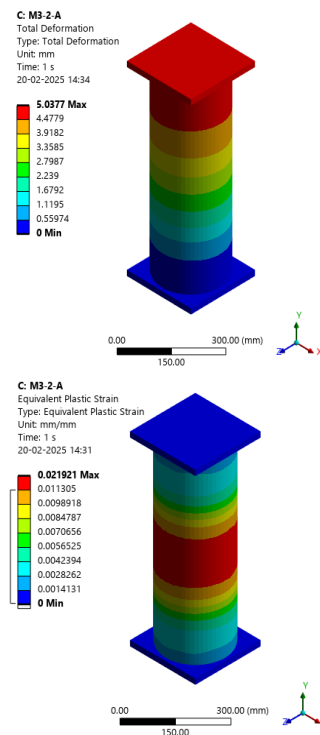 C: M3-2-A
Total Deformation
Type: Total Deformation
Unit: mm
Time: 1 s
20-02-2025 14:34
5.0377 Max
4.4779
3.9182
3.3585
2.7987
2.239
1.6792
1.1195
0.55974
0 Min
0.00
300.00 (mm)
150.00
Y
Z
X
C: M3-2-A
Equivalent Plastic Strain
Type: Equivalent Plastic Strain
Unit: mm/mm
Time: 1 s
20-02-2025 14:31
0.021921 Max
0.011305
0.0098918
0.0084787
0.0070656
0.0056525
0.0042394
0.0028262
0.0014131
0 Min
0.00
300.00 (mm)
150.00
Y
Z